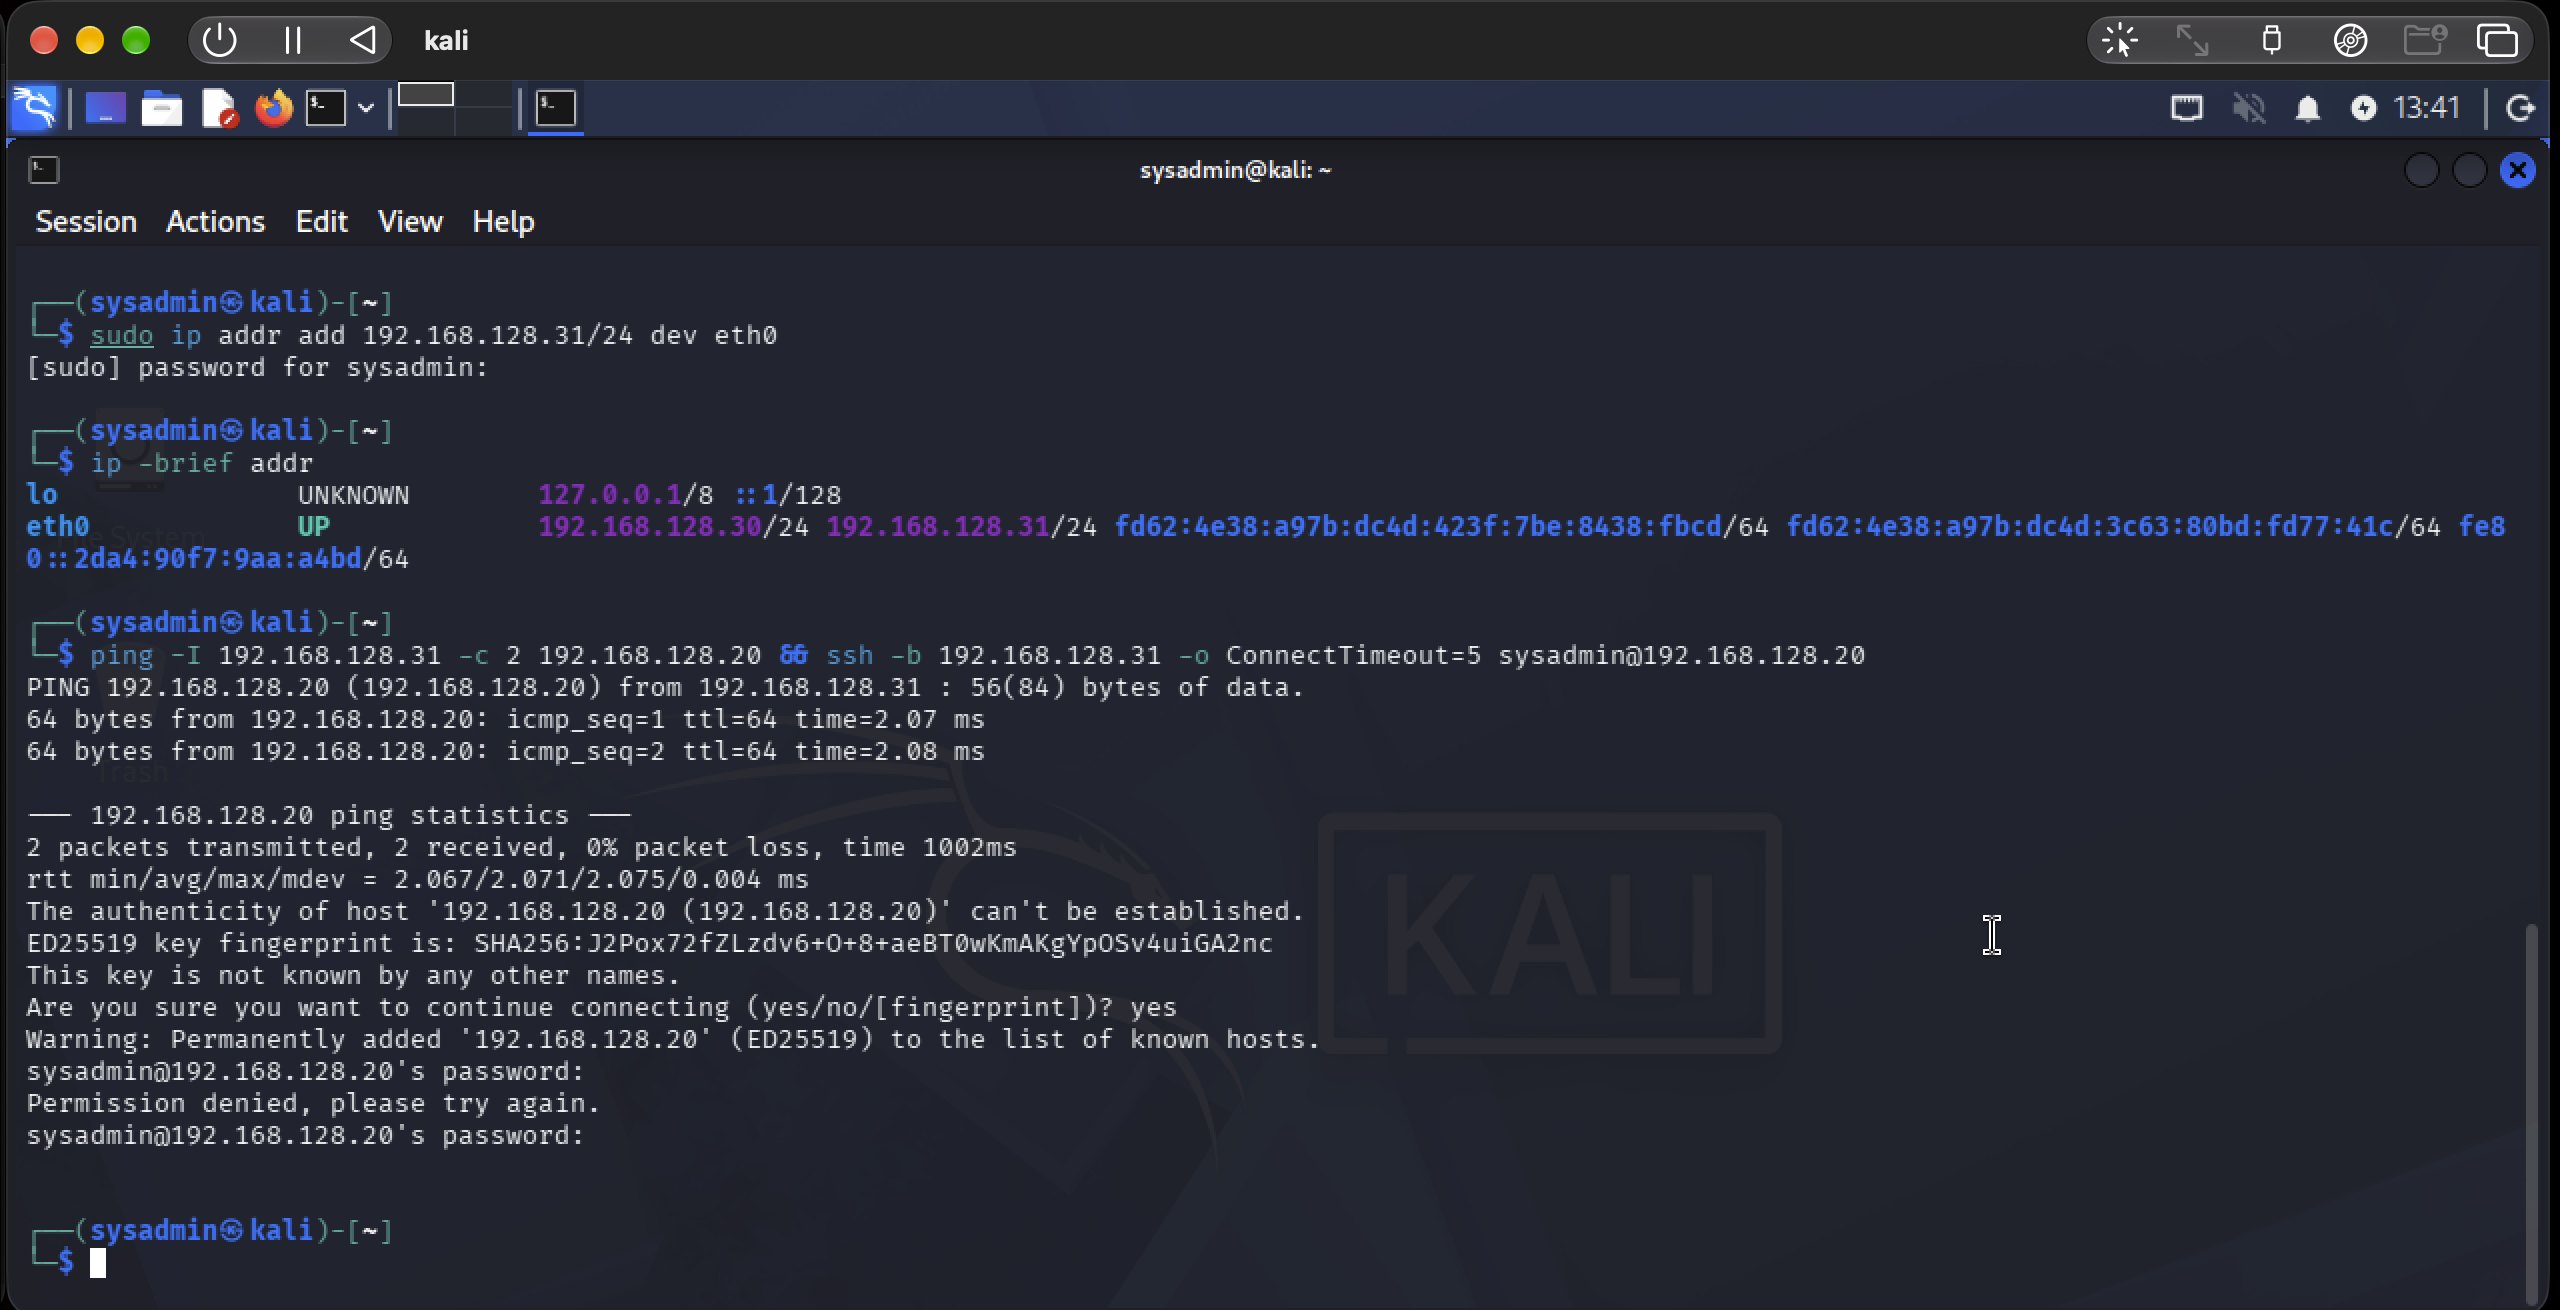 kali
13:41
sysadmin@kali: ~
Session Actions Edit View Help
┌──(sysadmin㉿kali)-[~]
└─$ sudo ip addr add 192.168.128.31/24 dev eth0
[sudo] password for sysadmin:
┌──(sysadmin㉿kali)-[~]
└─$ ip -brief addr
lo UNKNOWN 127.0.0.1/8 ::1/128
eth0 UP 192.168.128.30/24 192.168.128.31/24 fd62:4e38:a97b:dc4d:423f:7be:8438:fbcd/64 fd62:4e38:a97b:dc4d:3c63:80bd:fd77:41c/64 fe8
0::2da4:90f7:9aa:a4bd/64
┌──(sysadmin㉿kali)-[~]
└─$ ping -I 192.168.128.31 -c 2 192.168.128.20 && ssh -b 192.168.128.31 -o ConnectTimeout=5 sysadmin@192.168.128.20
PING 192.168.128.20 (192.168.128.20) from 192.168.128.31 : 56(84) bytes of data.
64 bytes from 192.168.128.20: icmp_seq=1 ttl=64 time=2.07 ms
64 bytes from 192.168.128.20: icmp_seq=2 ttl=64 time=2.08 ms
--- 192.168.128.20 ping statistics ---
2 packets transmitted, 2 received, 0% packet loss, time 1002ms
rtt min/avg/max/mdev = 2.067/2.071/2.075/0.004 ms
The authenticity of host '192.168.128.20 (192.168.128.20)' can't be established.
ED25519 key fingerprint is: SHA256:J2Pox72fZLzdv6+O+8+aeBT0wKmAKgYpOSv4uiGA2nc
This key is not known by any other names.
Are you sure you want to continue connecting (yes/no/[fingerprint])? yes
Warning: Permanently added '192.168.128.20' (ED25519) to the list of known hosts.
sysadmin@192.168.128.20's password:
Permission denied, please try again.
sysadmin@192.168.128.20's password:
┌──(sysadmin㉿kali)-[~]
└─$
File System
Trash
KALI